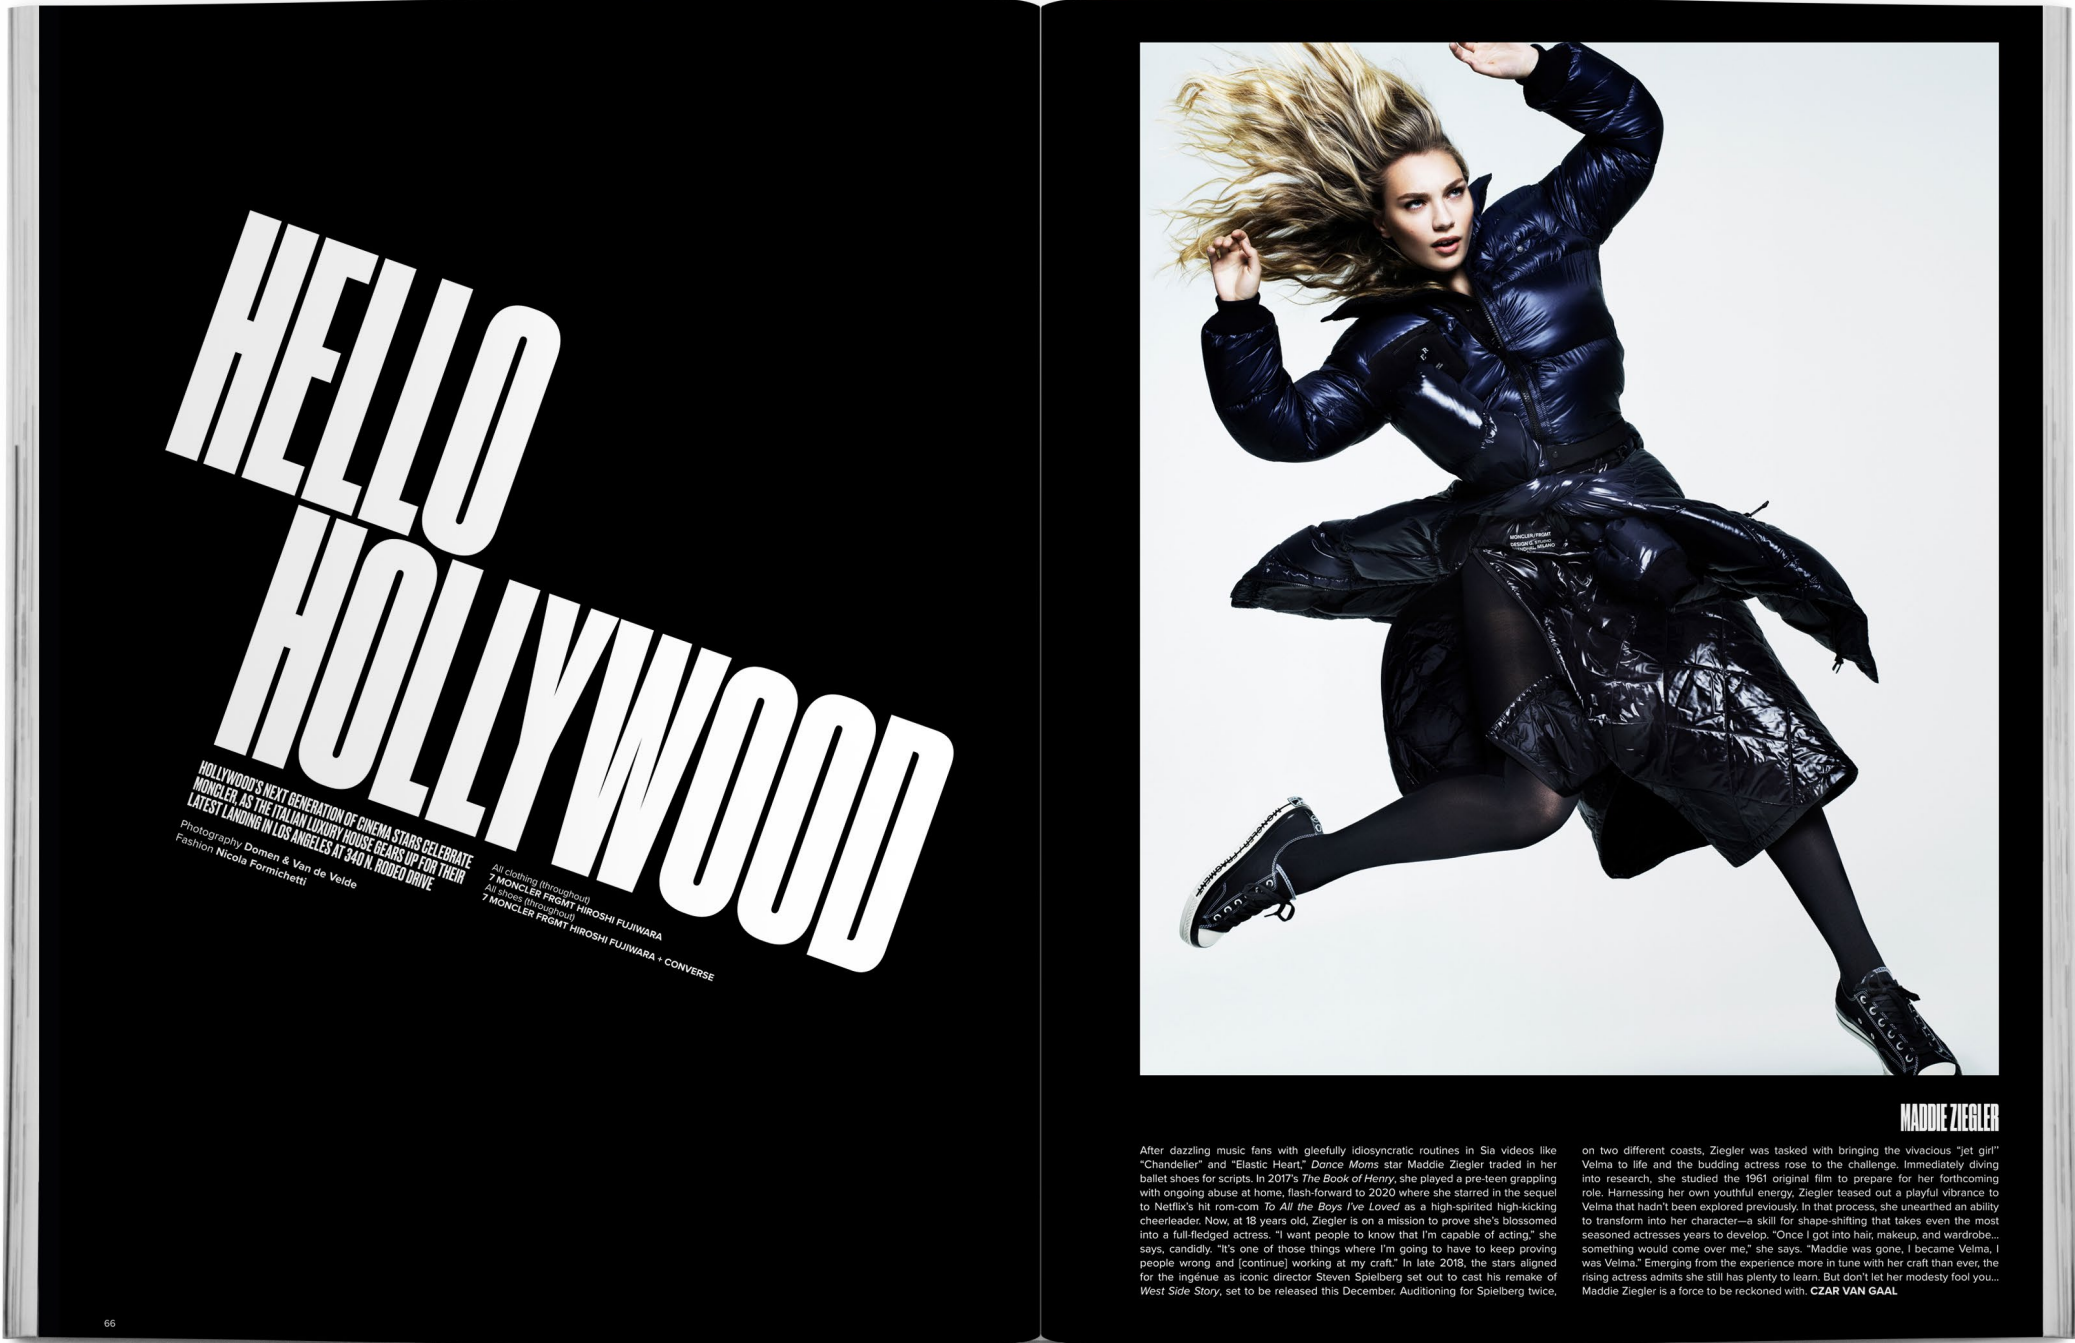 HELLO
HOLLYWOOD
HOLLYWOOD'S NEXT GENERATION OF CINEMA STARS CELEBRATE
MONCLER, AS THE ITALIAN LUXURY HOUSE GEARS UP FOR THEIR
LATEST LANDING IN LOS ANGELES AT 340 N. RODEO DRIVE
Photography Domen & Van de Velde
Fashion Nicola Formichetti
All clothing (throughout)
7 MONCLER FRGMT HIROSHI FUJIWARA
All shoes (throughout)
7 MONCLER FRGMT HIROSHI FUJIWARA + CONVERSE
66
MONCLER/FRGMT
MONCLER / FRAGMENT
MADDIE ZIEGLER
After dazzling music fans with gleefully idiosyncratic routines in Sia videos like
“Chandelier” and “Elastic Heart,” Dance Moms star Maddie Ziegler traded in her
ballet shoes for scripts. In 2017’s The Book of Henry, she played a pre-teen grappling
with ongoing abuse at home, flash-forward to 2020 where she starred in the sequel
to Netflix’s hit rom-com To All the Boys I’ve Loved as a high-spirited high-kicking
cheerleader. Now, at 18 years old, Ziegler is on a mission to prove she’s blossomed
into a full-fledged actress. “I want people to know that I’m capable of acting,” she
says, candidly. “It’s one of those things where I’m going to have to keep proving
people wrong and [continue] working at my craft.” In late 2018, the stars aligned
for the ingénue as iconic director Steven Spielberg set out to cast his remake of
West Side Story, set to be released this December. Auditioning for Spielberg twice,
on two different coasts, Ziegler was tasked with bringing the vivacious “jet girl”
Velma to life and the budding actress rose to the challenge. Immediately diving
into research, she studied the 1961 original film to prepare for her forthcoming
role. Harnessing her own youthful energy, Ziegler teased out a playful vibrance to
Velma that hadn’t been explored previously. In that process, she unearthed an ability
to transform into her character—a skill for shape-shifting that takes even the most
seasoned actresses years to develop. “Once I got into hair, makeup, and wardrobe...
something would come over me,” she says. “Maddie was gone, I became Velma, I
was Velma.” Emerging from the experience more in tune with her craft than ever, the
rising actress admits she still has plenty to learn. But don’t let her modesty fool you...
Maddie Ziegler is a force to be reckoned with. CZAR VAN GAAL